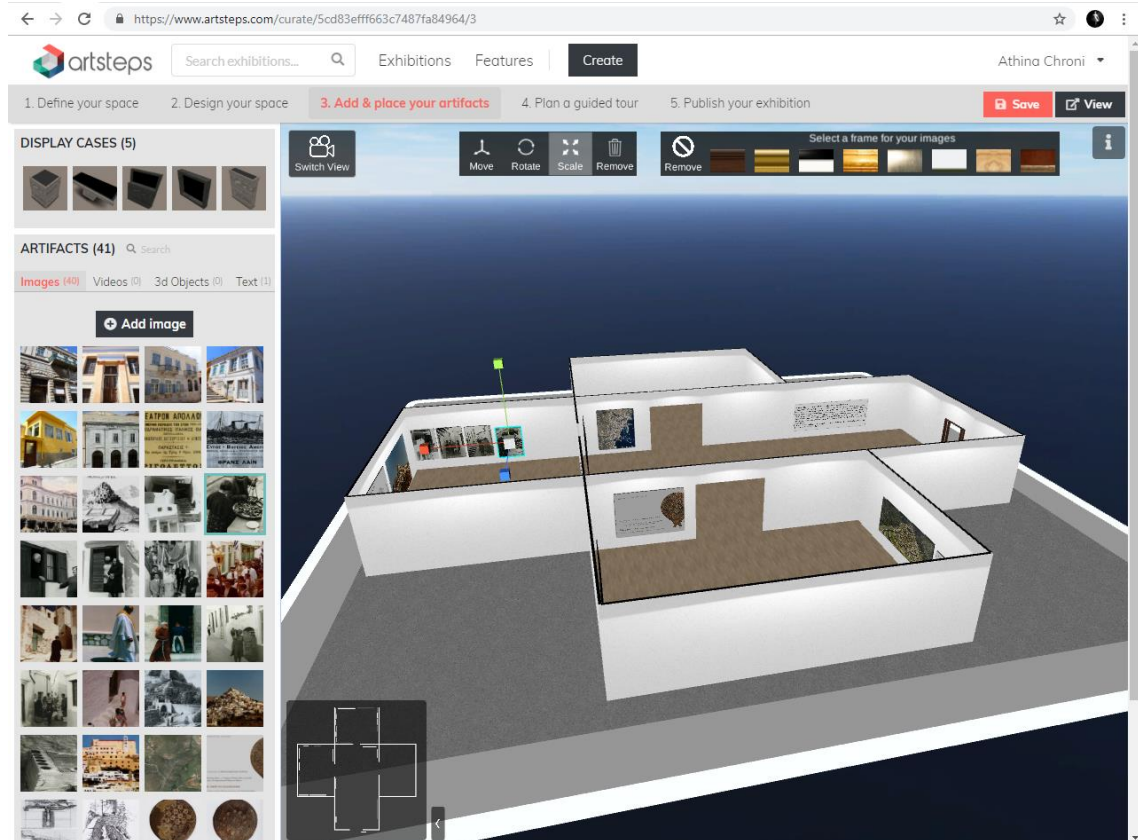 https://www.artsteps.com/curate/5cd83efff663c7487fa84964/3
artsteps
Search exhibitions...
Exhibitions
Features
Create
Athina Chroni
1. Define your space
2. Design your space
3. Add & place your artifacts
4. Plan a guided tour
5. Publish your exhibition
Save
View
DISPLAY CASES (5)
Switch View
Move
Rotate
Scale
Remove
Remove
Select a frame for your images
i
ARTIFACTS (41)
Search
Images (40)
Videos (0)
3d Objects (0)
Text (1)
Add image